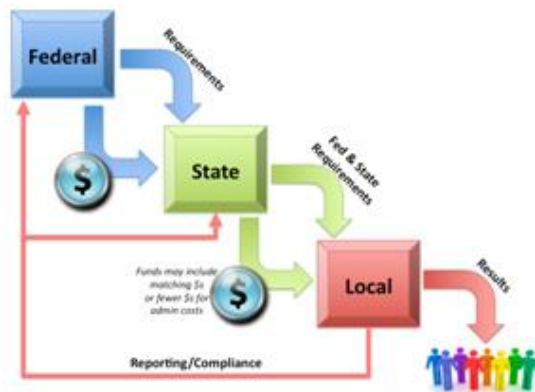 Federal
Requirements
$
State
Fed & State
Requirements
Funds may include
matching $s
or fewer $s for
admin costs
$
Local
Results
Reporting/Compliance